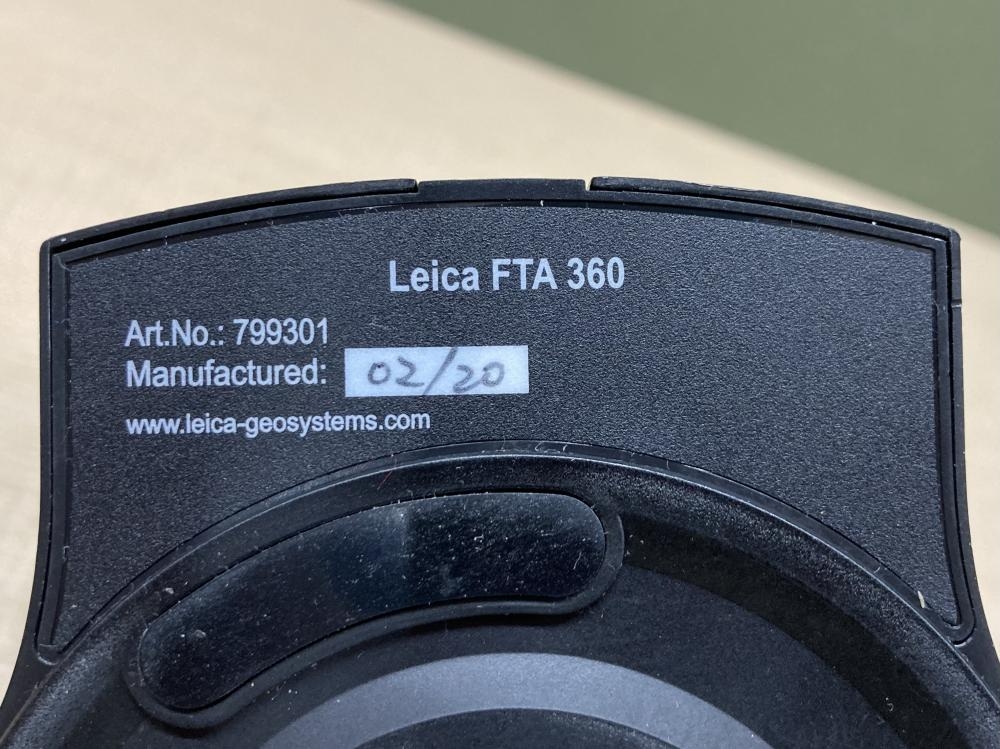 Leica FTA 360
Art.No.: 799301
Manufactured: 02/20
www.leica-geosystems.com